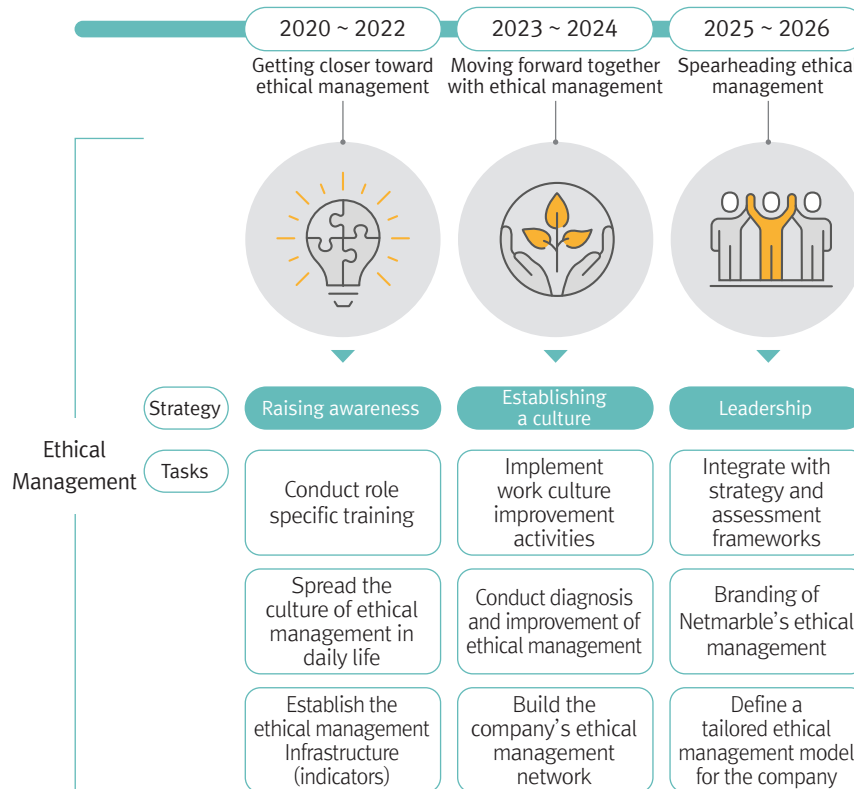 2020 ~ 2022
2023 ~ 2024
2025 ~ 2026
Getting closer toward
ethical management
Moving forward together
with ethical management
Spearheading ethical
management
Ethical
Management
Strategy
Raising awareness
Establishing
a culture
Leadership
Tasks
Conduct role
specific training
Implement
work culture
improvement
activities
Integrate with
strategy and
assessment
frameworks
Spread the
culture of ethical
management in
daily life
Conduct diagnosis
and improvement of
ethical management
Branding of
Netmarble's ethical
management
Establish the
ethical management
Infrastructure
(indicators)
Build the
company's ethical
management
network
Define a
tailored ethical
management model
for the company